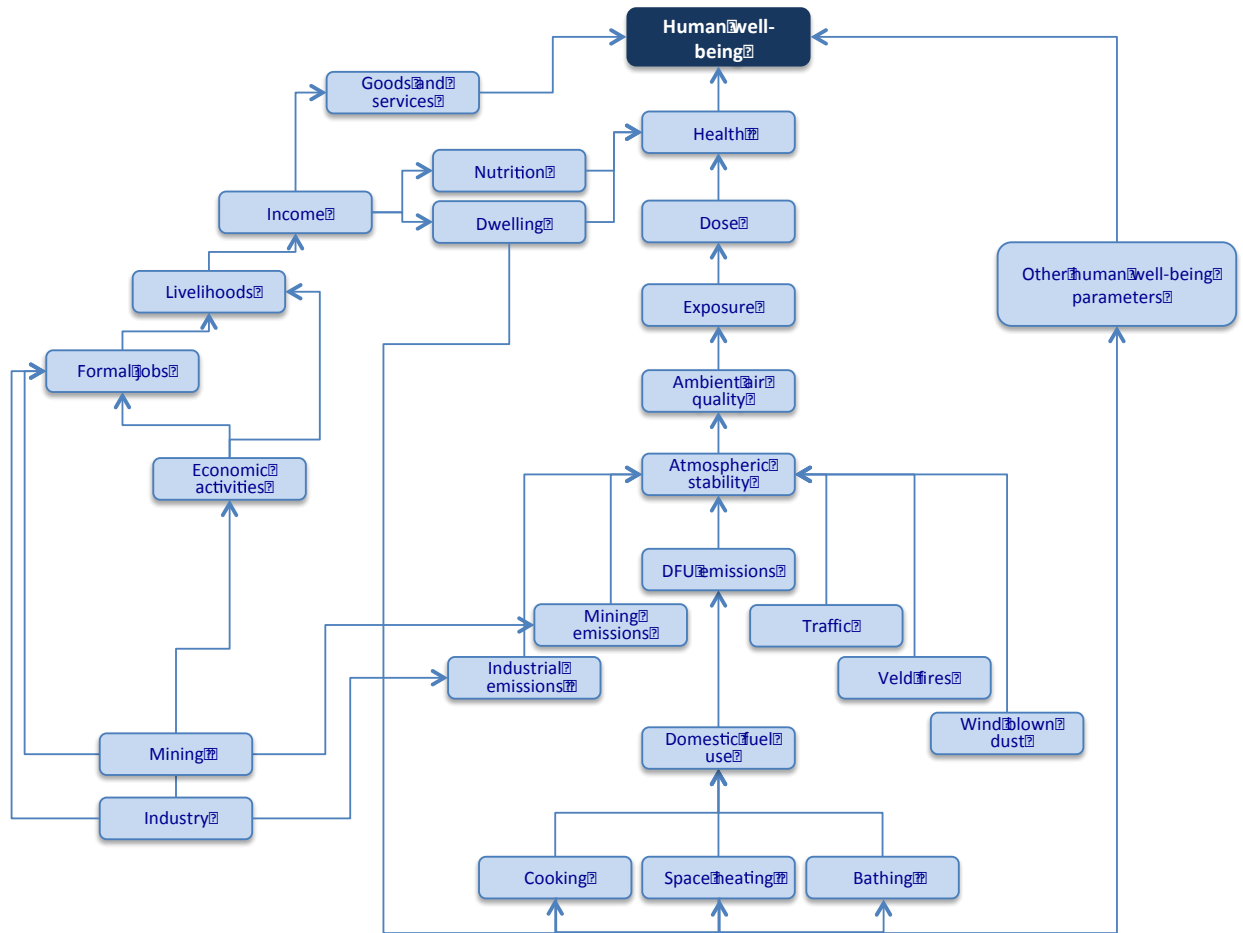 Human well-
being
Goods and
services
Health
Nutrition
Income
Dwelling
Dose
Other human well-being
parameters
Livelihoods
Exposure
Formal jobs
Ambient air
quality
Economic
activities
Atmospheric
stability
DFU emissions
Mining
emissions
Traffic
Industrial
emissions
Veld fires
Wind blown
dust
Mining
Domestic fuel
use
Industry
Cooking
Space heating
Bathing